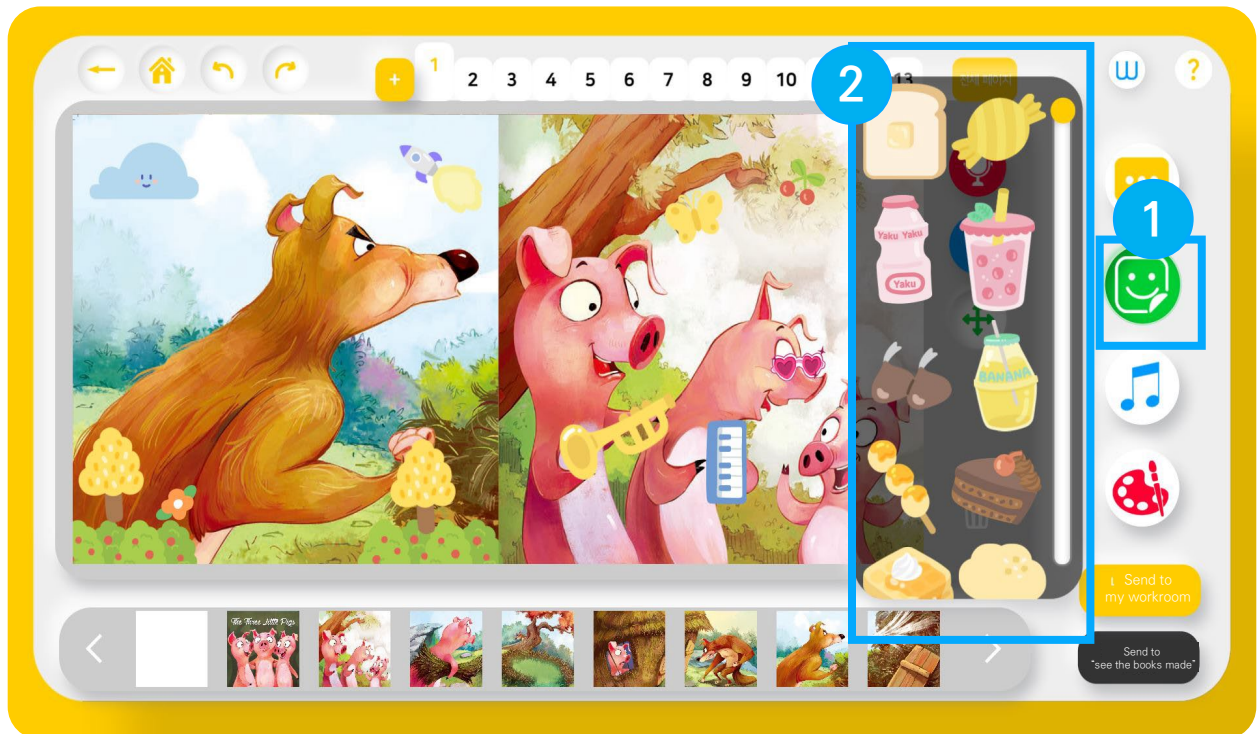 +
1
2 3 4 5 6 7 8 9 10
13
2
W
?
1
Yaku Yaku
Yaku
BANANA
The Three Little Pigs
Send to
my workroom
Send to
"see the books made"